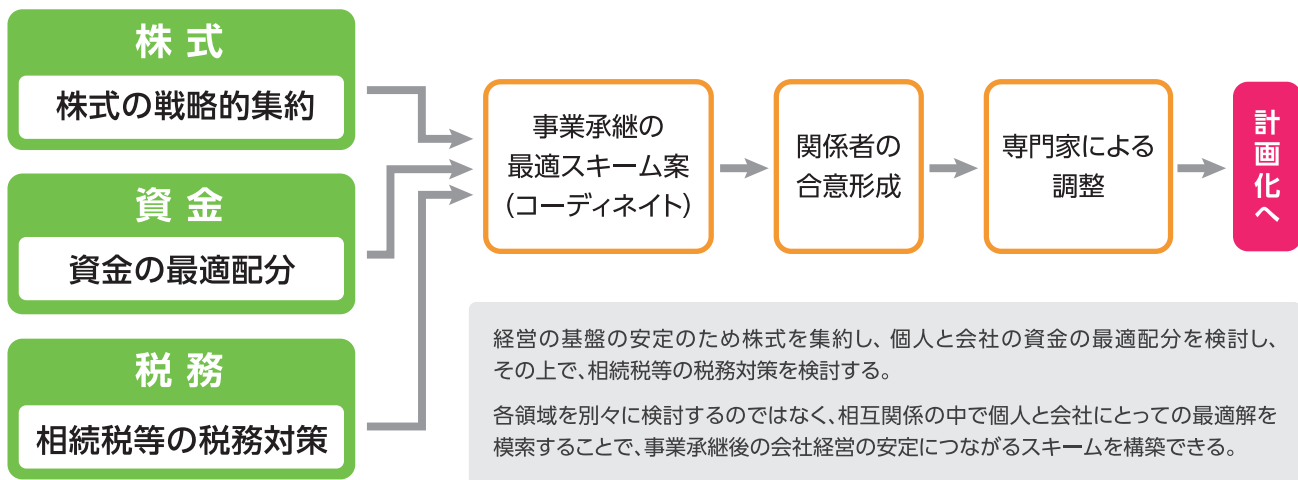 株式
株式の戦略的集約
資金
資金の最適配分
税務
相続税等の税務対策
事業承継の
最適スキーム案
(コーディネイト)
関係者の
合意形成
専門家による
調整
計画化へ
経営の基盤の安定のため株式を集約し、個人と会社の資金の最適配分を検討し、
その上で、相続税等の税務対策を検討する。
各領域を別々に検討するのではなく、相互関係の中で個人と会社にとっての最適解を
模索することで、事業承継後の会社経営の安定につながるスキームを構築できる。